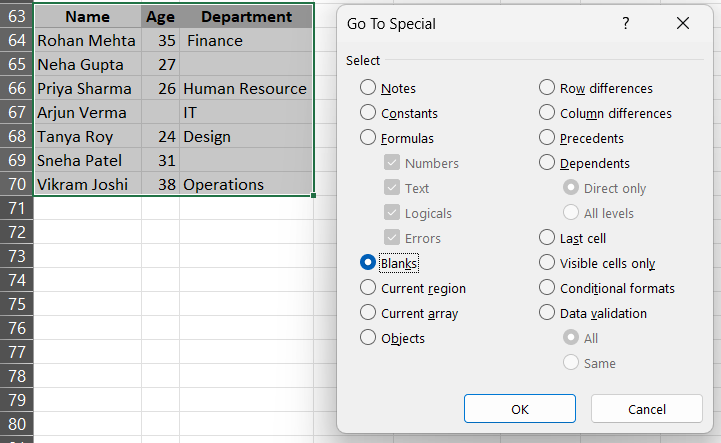 63 Name Age Department
64 Rohan Mehta 35 Finance
65 Neha Gupta 27
66 Priya Sharma 26 Human Resource
67 Arjun Verma IT
68 Tanya Roy 24 Design
69 Sneha Patel 31
70 Vikram Joshi 38 Operations
71
72
73
74
75
76
77
78
79
80
Go To Special ?
Select
Notes
Constants
Formulas
Numbers
Text
Logicals
Errors
Blanks
Current region
Current array
Objects
Row differences
Column differences
Precedents
Dependents
Direct only
All levels
Last cell
Visible cells only
Conditional formats
Data validation
All
Same
OK Cancel